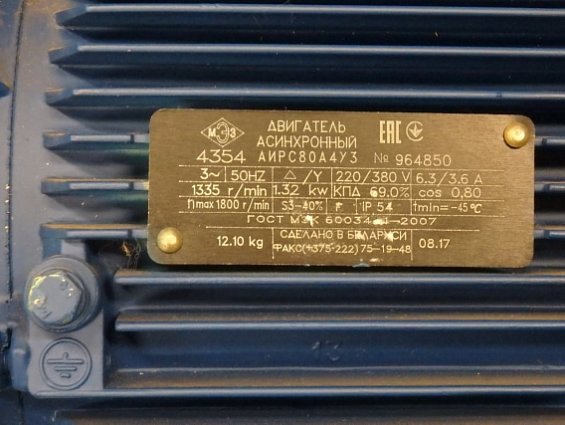 МЭЗ
ДВИГАТЕЛЬ
АСИНХРОННЫЙ
EAC
4354 АИРС80А4У3 № 964850
3~ 50HZ △/Y 220/380 V 6.3/3.6 A
1335 r/min 1.32 kw КПД 69.0% cos 0,80
f)max 1800 r/min S3-40% F IP 54 tmin= -45°C
ГОСТ МЭК 60034-1-2007
12.10 kg СДЕЛАНО В БЕЛАРУСИ 08.17
ФАКС(+375-222)75-19-48
13